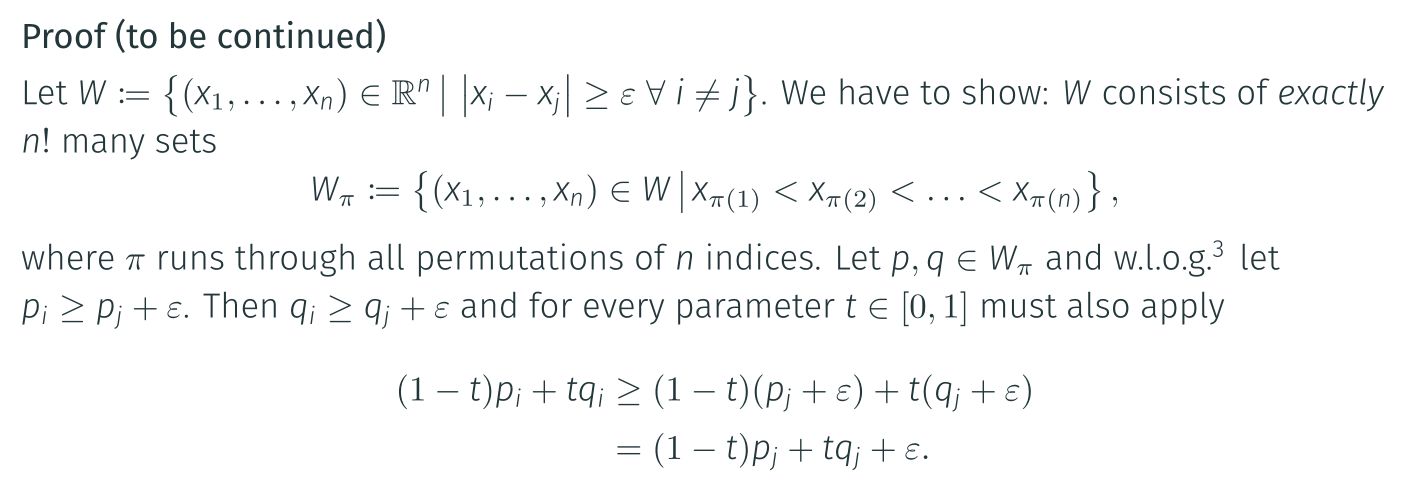 Proof (to be continued)
Let W := {(x₁, . . . , xₙ) ∈ ℝⁿ | |xᵢ − xⱼ| ≥ ε ∀ i ≠ j}. We have to show: W consists of exactly
n! many sets
W_π := {(x₁, . . . , xₙ) ∈ W | x_π(1) < x_π(2) < . . . < x_π(n)} ,
where π runs through all permutations of n indices. Let p, q ∈ W_π and w.l.o.g.³ let
pᵢ ≥ pⱼ + ε. Then qᵢ ≥ qⱼ + ε and for every parameter t ∈ [0, 1] must also apply
(1 − t)pᵢ + tqᵢ ≥ (1 − t)(pⱼ + ε) + t(qⱼ + ε)
= (1 − t)pⱼ + tqⱼ + ε.